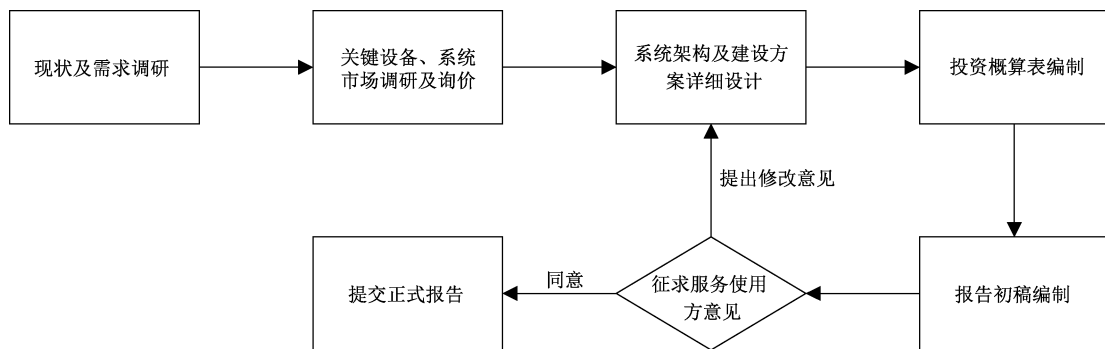 现状及需求调研
关键设备、系统
市场调研及询价
系统架构及建设方
案详细设计
投资概算表编制
提出修改意见
提交正式报告
同意
征求服务使用
方意见
报告初稿编制